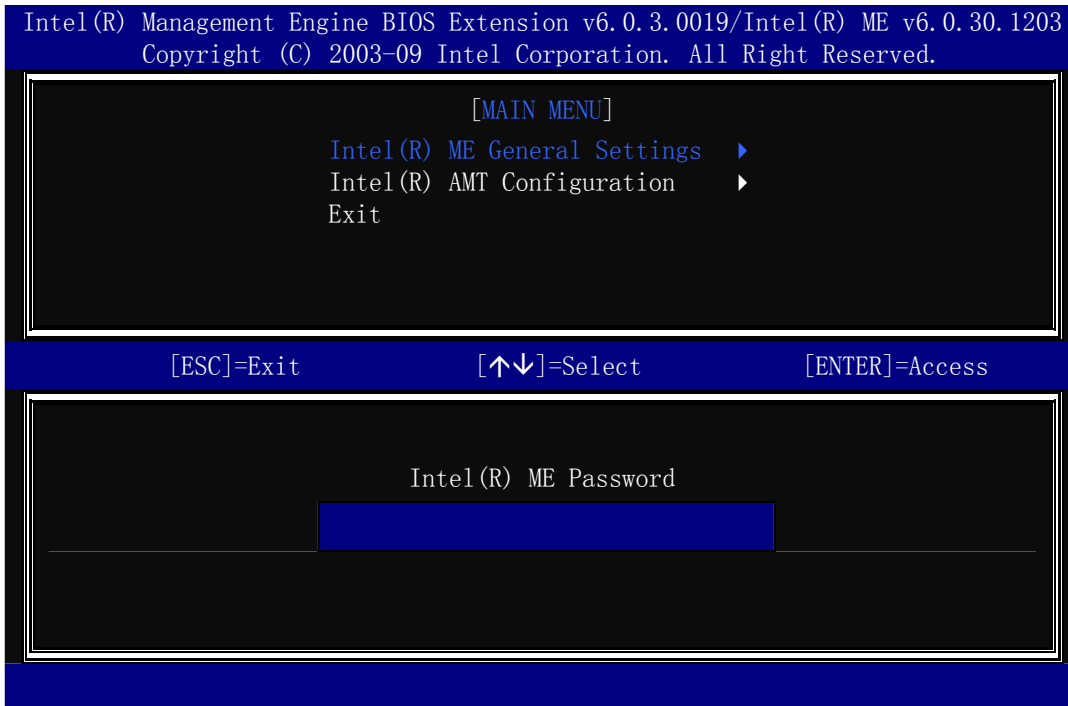 Intel(R) Management Engine BIOS Extension v6.0.3.0019/Intel(R) ME v6.0.30.1203
Copyright (C) 2003-09 Intel Corporation. All Right Reserved.
[MAIN MENU]
Intel(R) ME General Settings ▶
Intel(R) AMT Configuration ▶
Exit
[ESC]=Exit [↑↓]=Select [ENTER]=Access
Intel(R) ME Password